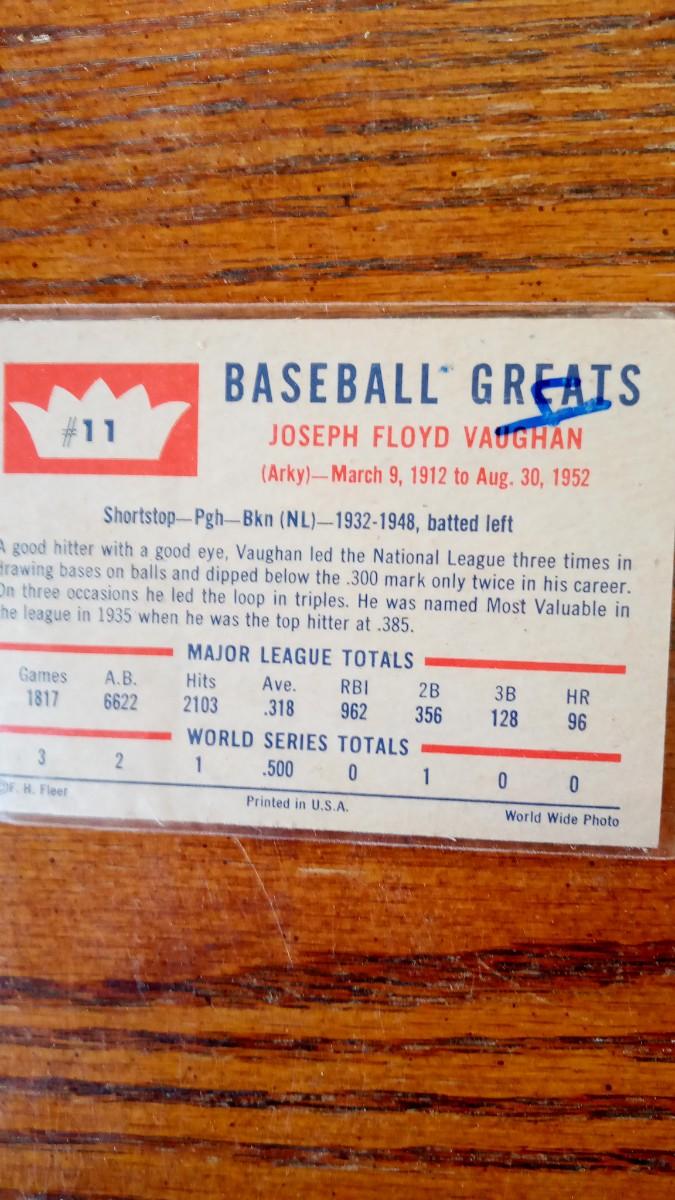 #11
BASEBALL GREATS
JOSEPH FLOYD VAUGHAN
(Arky)—March 9, 1912 to Aug. 30, 1952
Shortstop—Pgh—Bkn (NL)—1932-1948, batted left
A good hitter with a good eye, Vaughan led the National League three times in
drawing bases on balls and dipped below the .300 mark only twice in his career.
On three occasions he led the loop in triples. He was named Most Valuable in
the league in 1935 when he was the top hitter at .385.
MAJOR LEAGUE TOTALS
Games A.B. Hits Ave. RBI 2B 3B HR
1817 6622 2103 .318 962 356 128 96
WORLD SERIES TOTALS
3 2 1 .500 0 1 0 0
©F. H. Fleer Printed in U.S.A. World Wide Photo